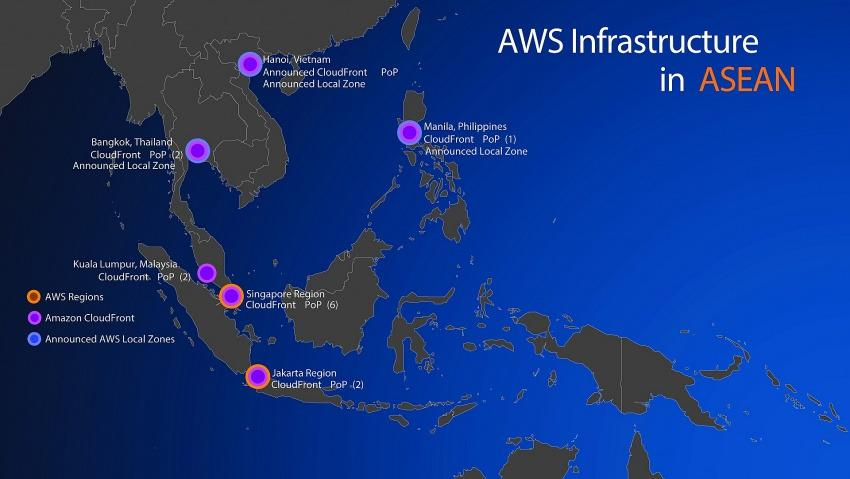 AWS Infrastructure
in ASEAN
Hanoi, Vietnam
Announced CloudFront PoP
Announced Local Zone
Manila, Philippines
CloudFront PoP (1)
Announced Local Zone
Bangkok, Thailand
CloudFront PoP (2)
Announced Local Zone
Kuala Lumpur, Malaysia
CloudFront PoP (2)
Singapore Region
CloudFront PoP (6)
AWS Regions
Amazon CloudFront
Announced AWS Local Zones
Jakarta Region
CloudFront PoP (2)